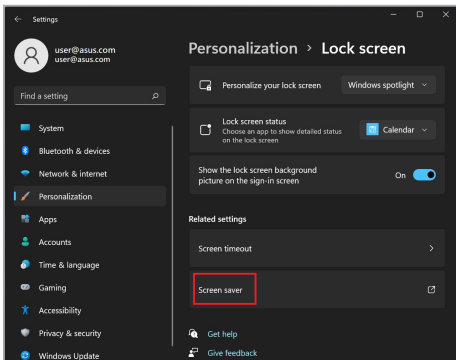 Settings
user@asus.com
user@asus.com
Find a setting
System
Bluetooth & devices
Network & internet
Personalization
Apps
Accounts
Time & language
Gaming
Accessibility
Privacy & security
Windows Update
Personalization > Lock screen
Personalize your lock screen
Windows spotlight
Lock screen status
Choose an app to show detailed status
on the lock screen
Calendar
Show the lock screen background
picture on the sign-in screen
On
Related settings
Screen timeout
Screen saver
Get help
Give feedback